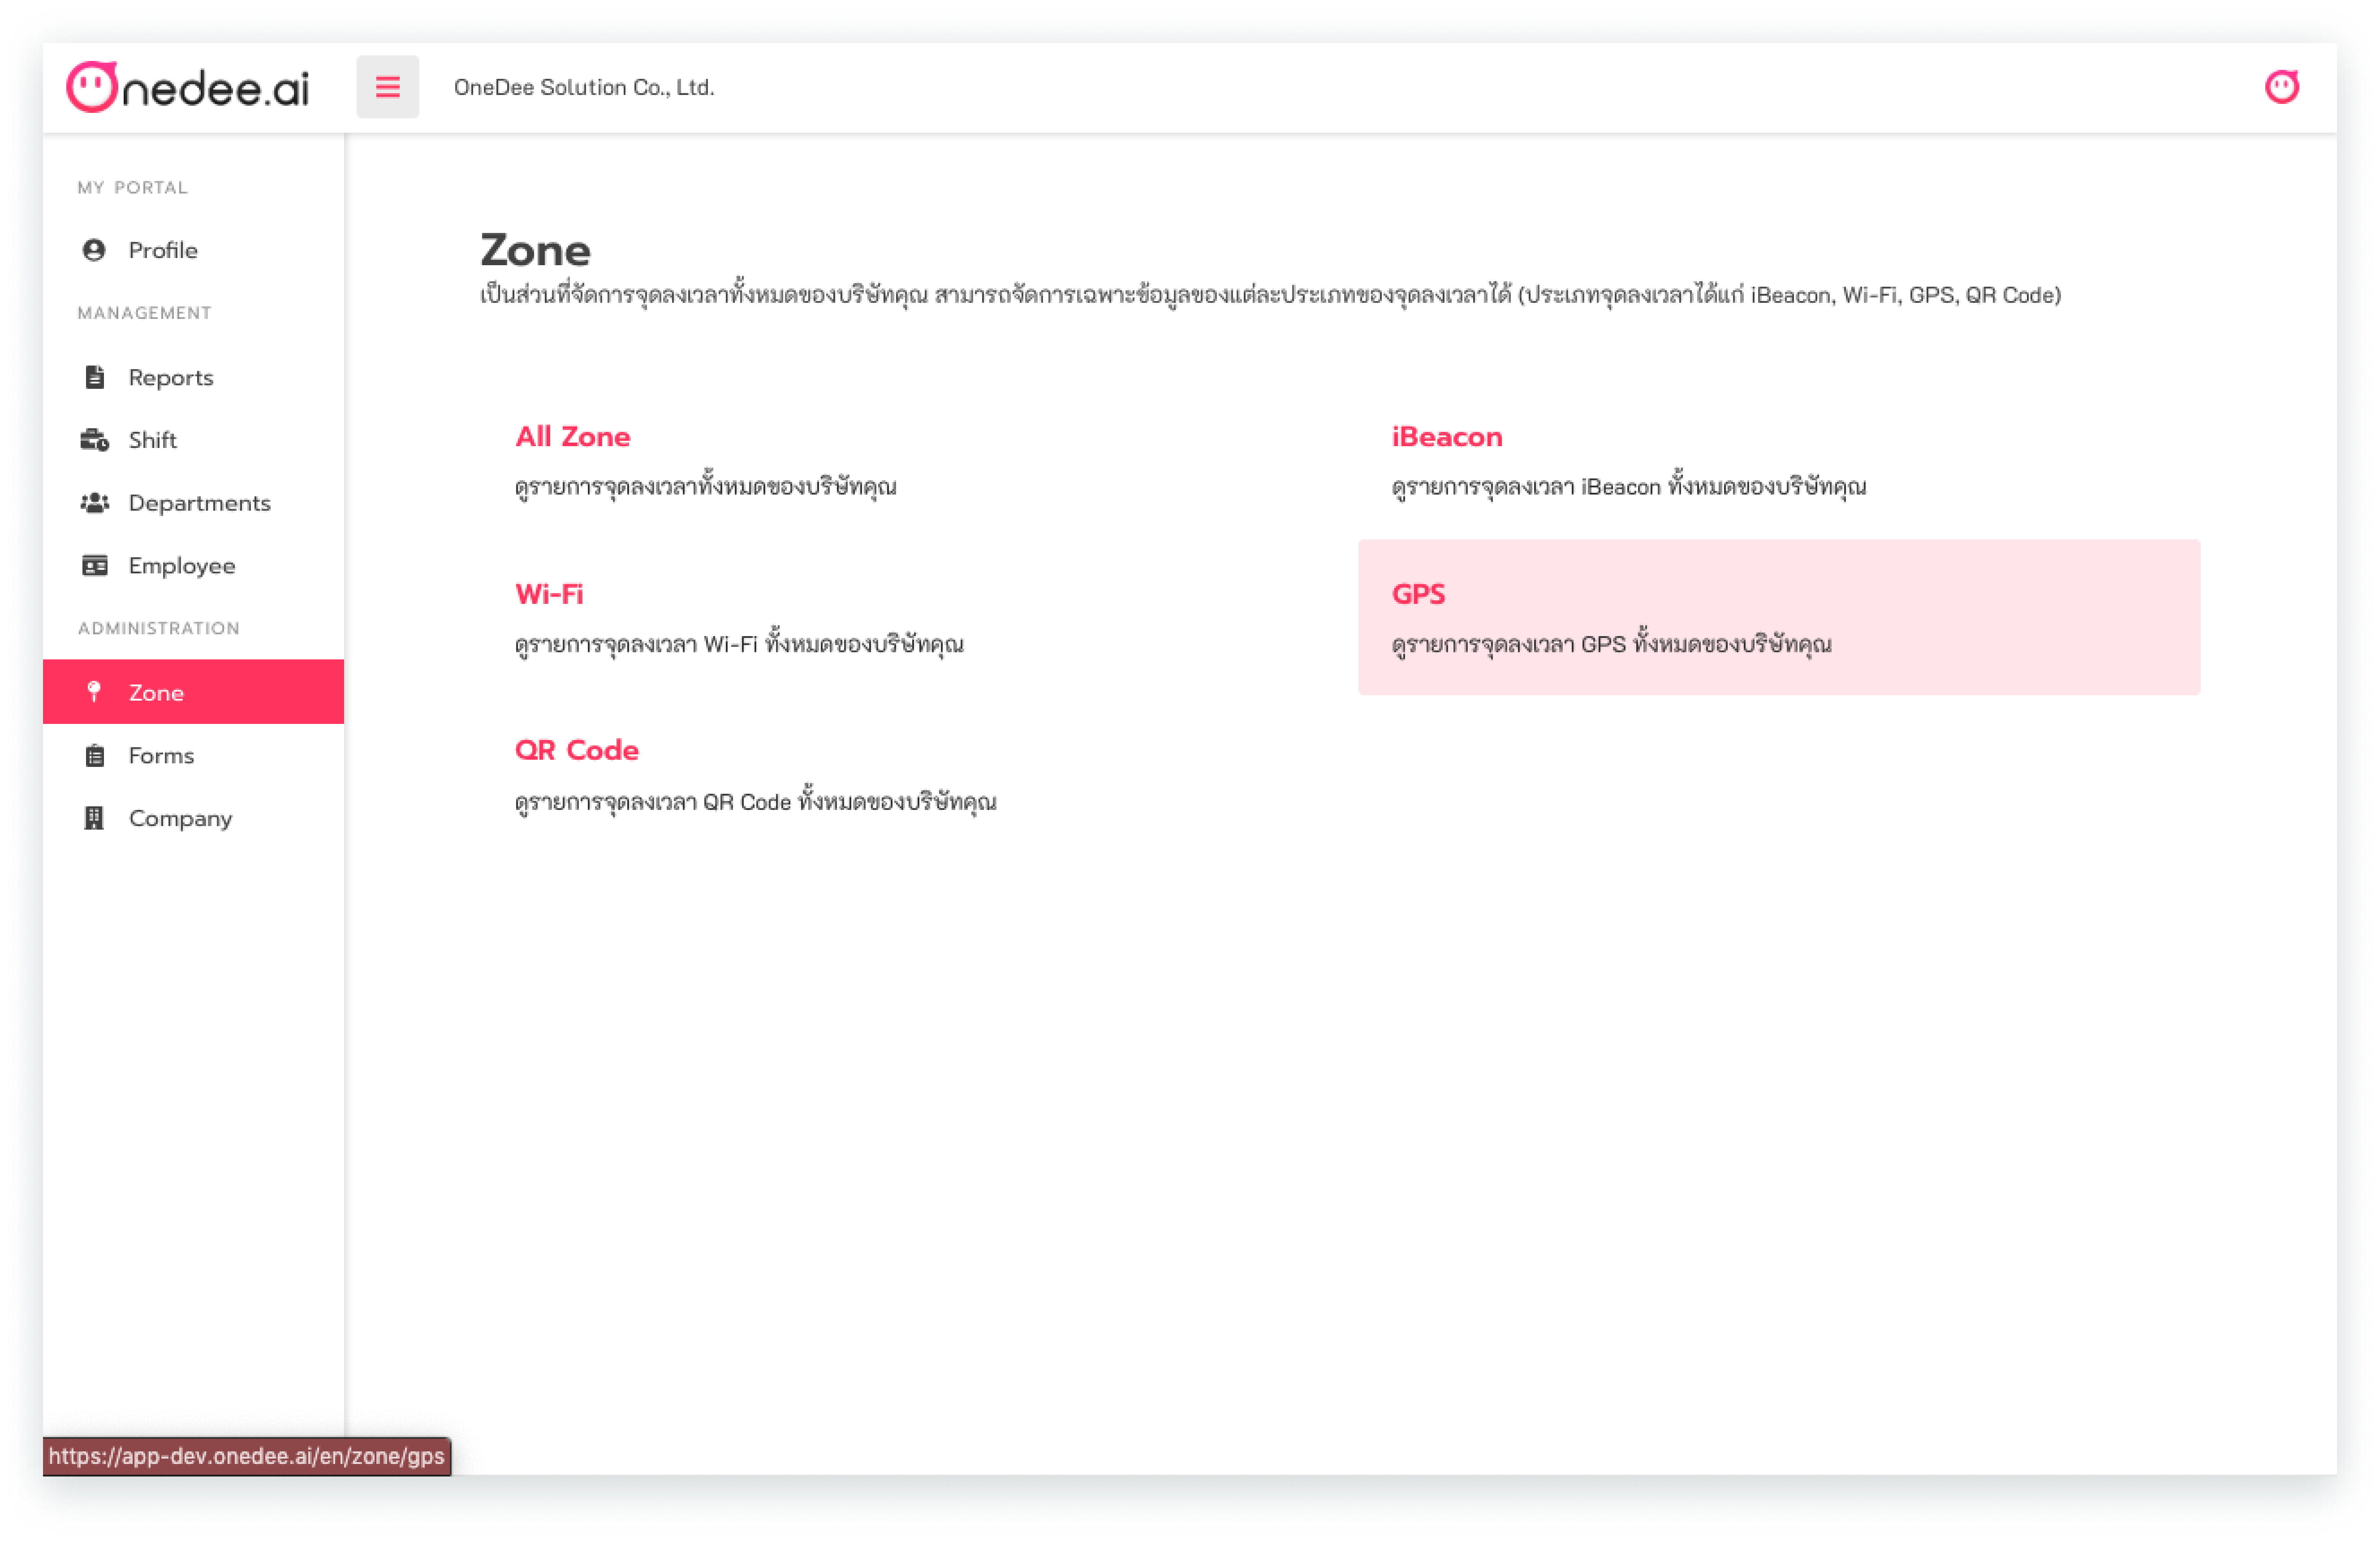 Onedee.ai
OneDee Solution Co., Ltd.
MY PORTAL
Profile
MANAGEMENT
Reports
Shift
Departments
Employee
ADMINISTRATION
Zone
Forms
Company
Zone
เป็นส่วนที่จัดการจุดลงเวลาทั้งหมดของบริษัทคุณ สามารถจัดการเฉพาะข้อมูลของแต่ละประเภทของจุดลงเวลาได้ (ประเภทจุดลงเวลาได้แก่ iBeacon, Wi-Fi, GPS, QR Code)
All Zone
ดูรายการจุดลงเวลาทั้งหมดของบริษัทคุณ
iBeacon
ดูรายการจุดลงเวลา iBeacon ทั้งหมดของบริษัทคุณ
Wi-Fi
ดูรายการจุดลงเวลา Wi-Fi ทั้งหมดของบริษัทคุณ
GPS
ดูรายการจุดลงเวลา GPS ทั้งหมดของบริษัทคุณ
QR Code
ดูรายการจุดลงเวลา QR Code ทั้งหมดของบริษัทคุณ
https://app-dev.onedee.ai/en/zone/gps